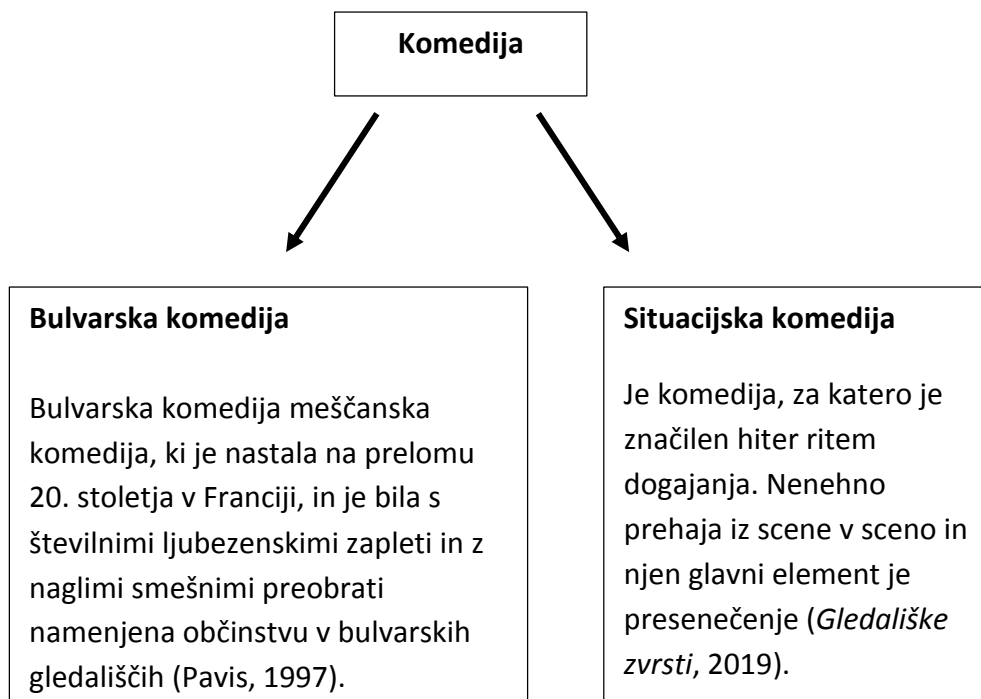 Komedija
Bulvarska komedija
Bulvarska komedija meščanska
komedija, ki je nastala na prelomu
20. stoletja v Franciji, in je bila s
številnimi ljubezenskimi zapleti in z
naglimi smešnimi preobrati
namenjena občinstvu v bulvarskih
gledališčih (Pavis, 1997).
Situacijska komedija
Je komedija, za katero je
značilen hiter ritem
dogajanja. Nenehno
prehaja iz scene v sceno in
njen glavni element je
presenečenje (Gledališke
zvrsti, 2019).